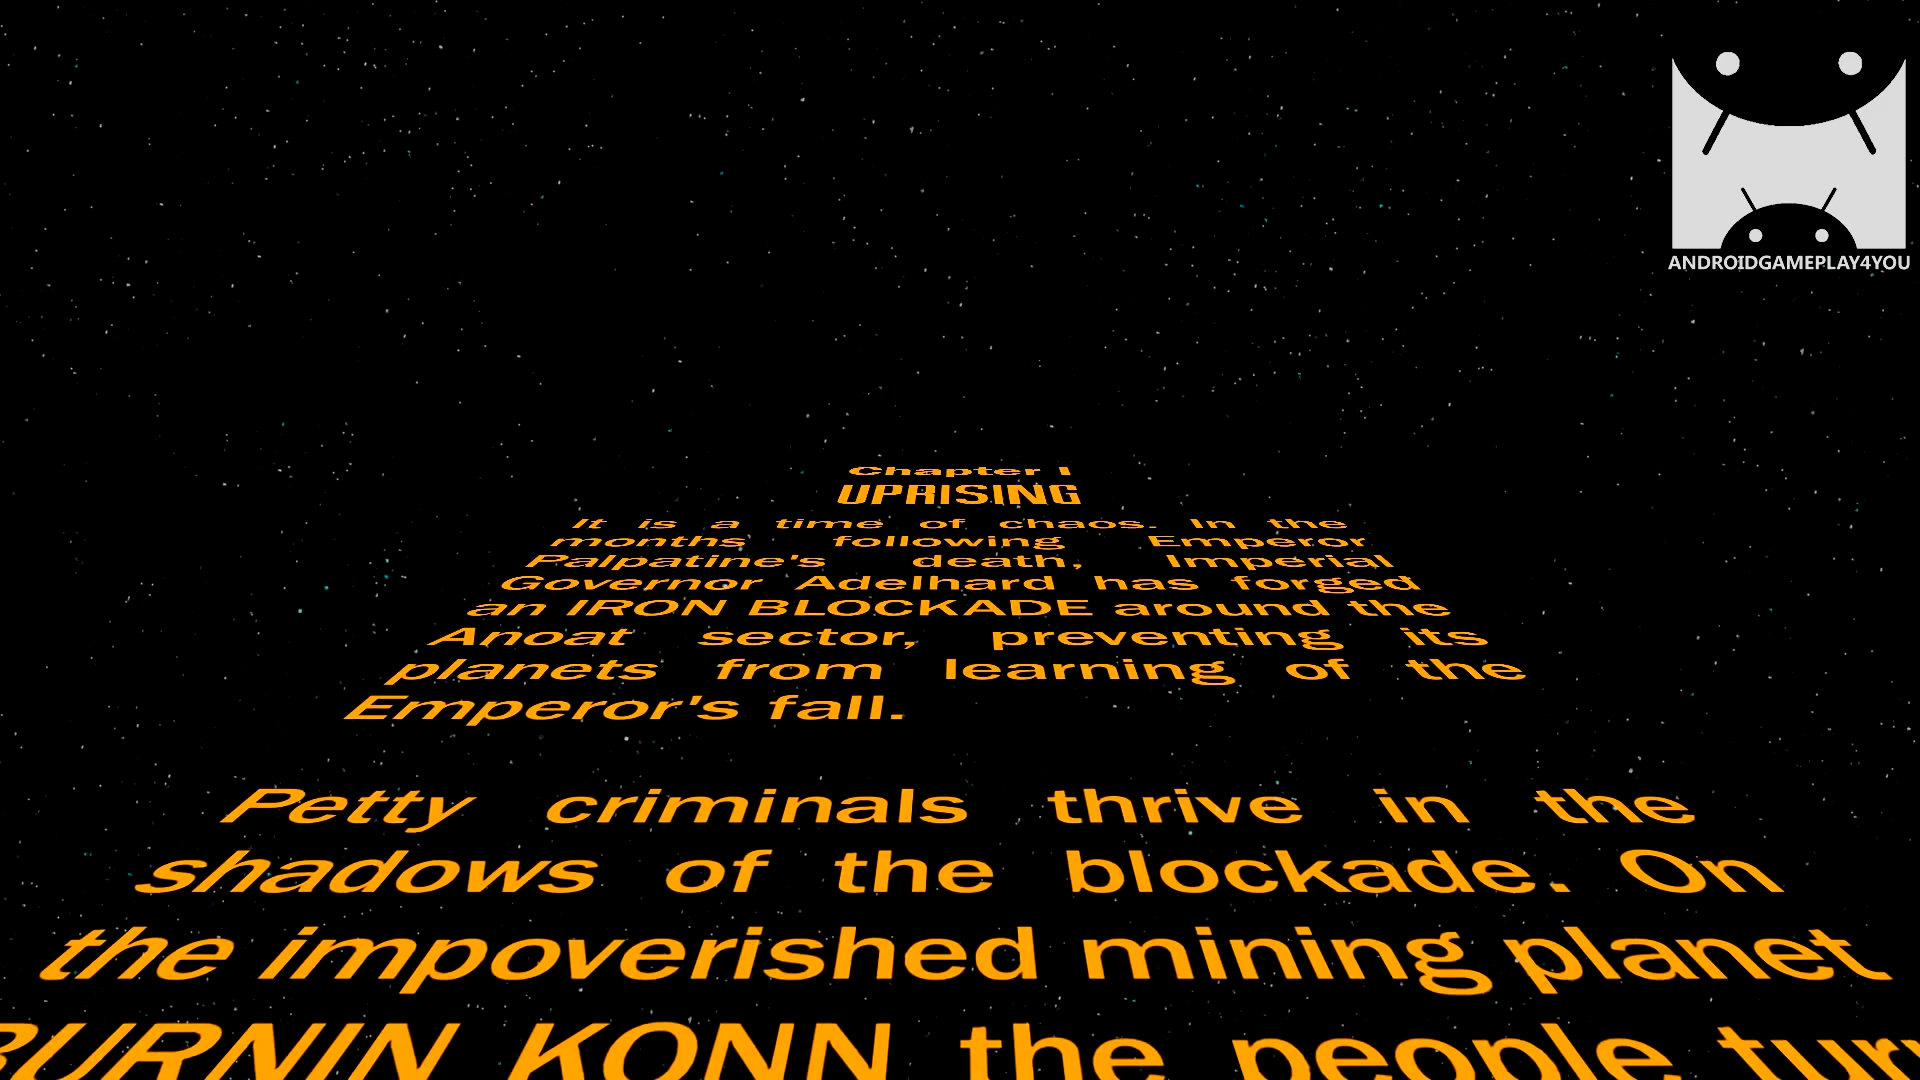 ANDROIDGAMEPLAY4YOU
Chapter I
UPRISING
It is a time of chaos. In the
months following Emperor
Palpatine's death, Imperial
Governor Adelhard has forged
an IRON BLOCKADE around the
Anoat sector, preventing its
planets from learning of the
Emperor's fall.
Petty criminals thrive in the
shadows of the blockade. On
the impoverished mining planet
BURNIN KONN the people turn